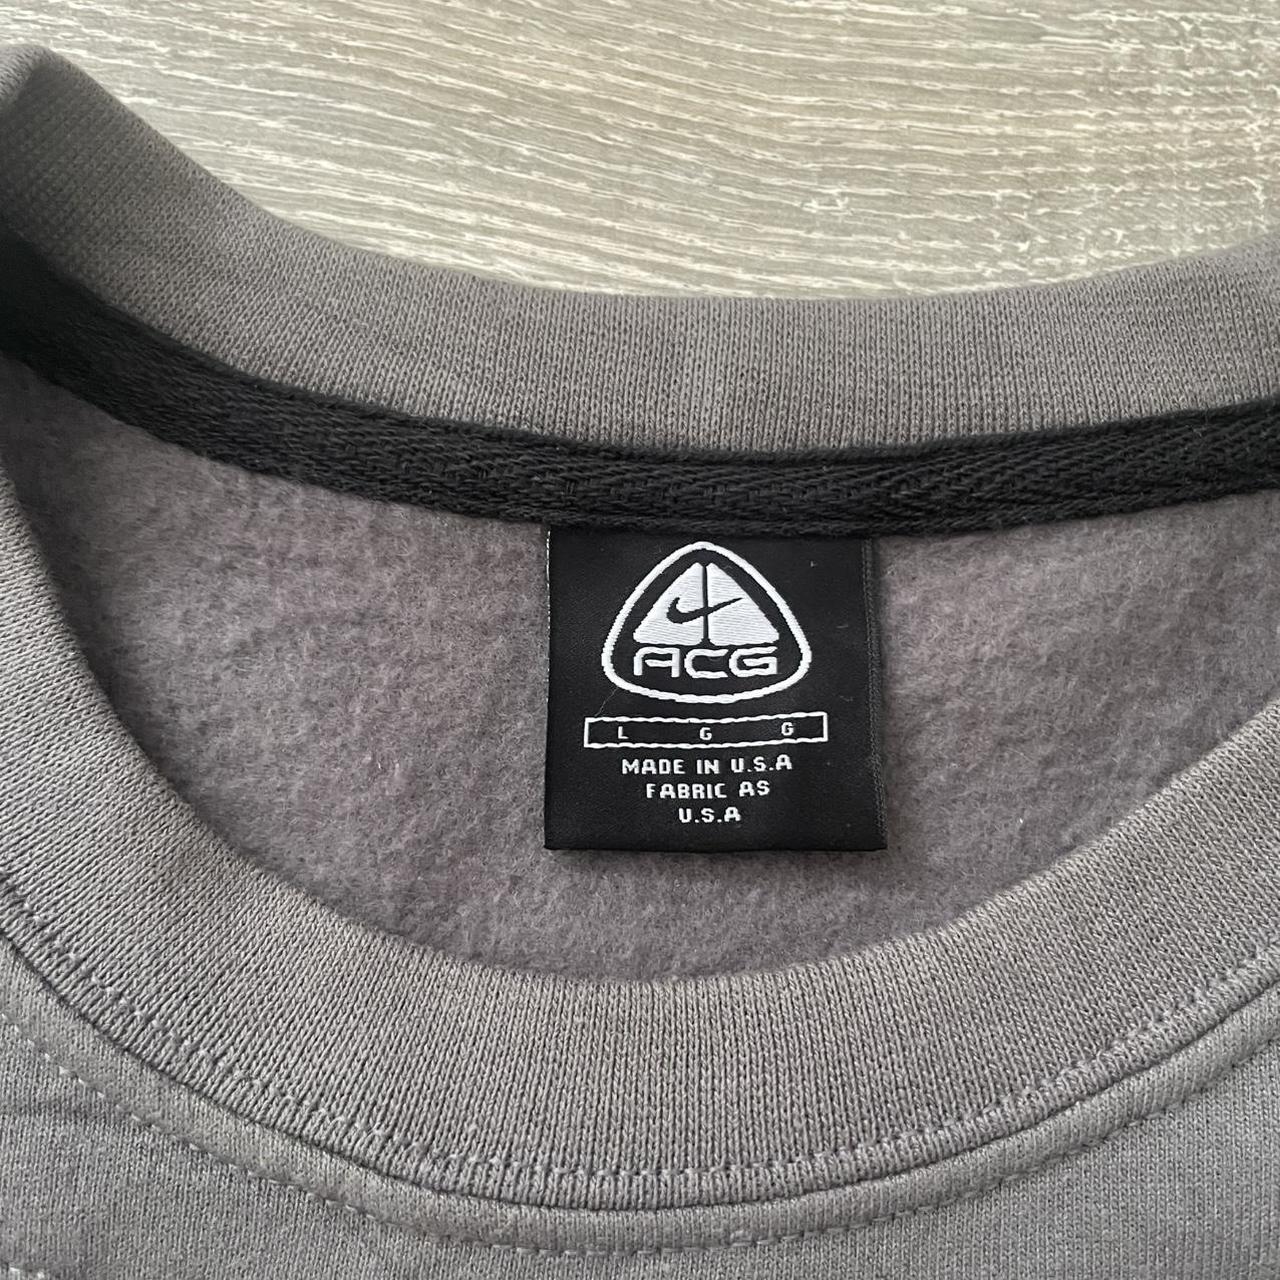 ACG
L G G
MADE IN U.S.A
FABRIC AS
U.S.A